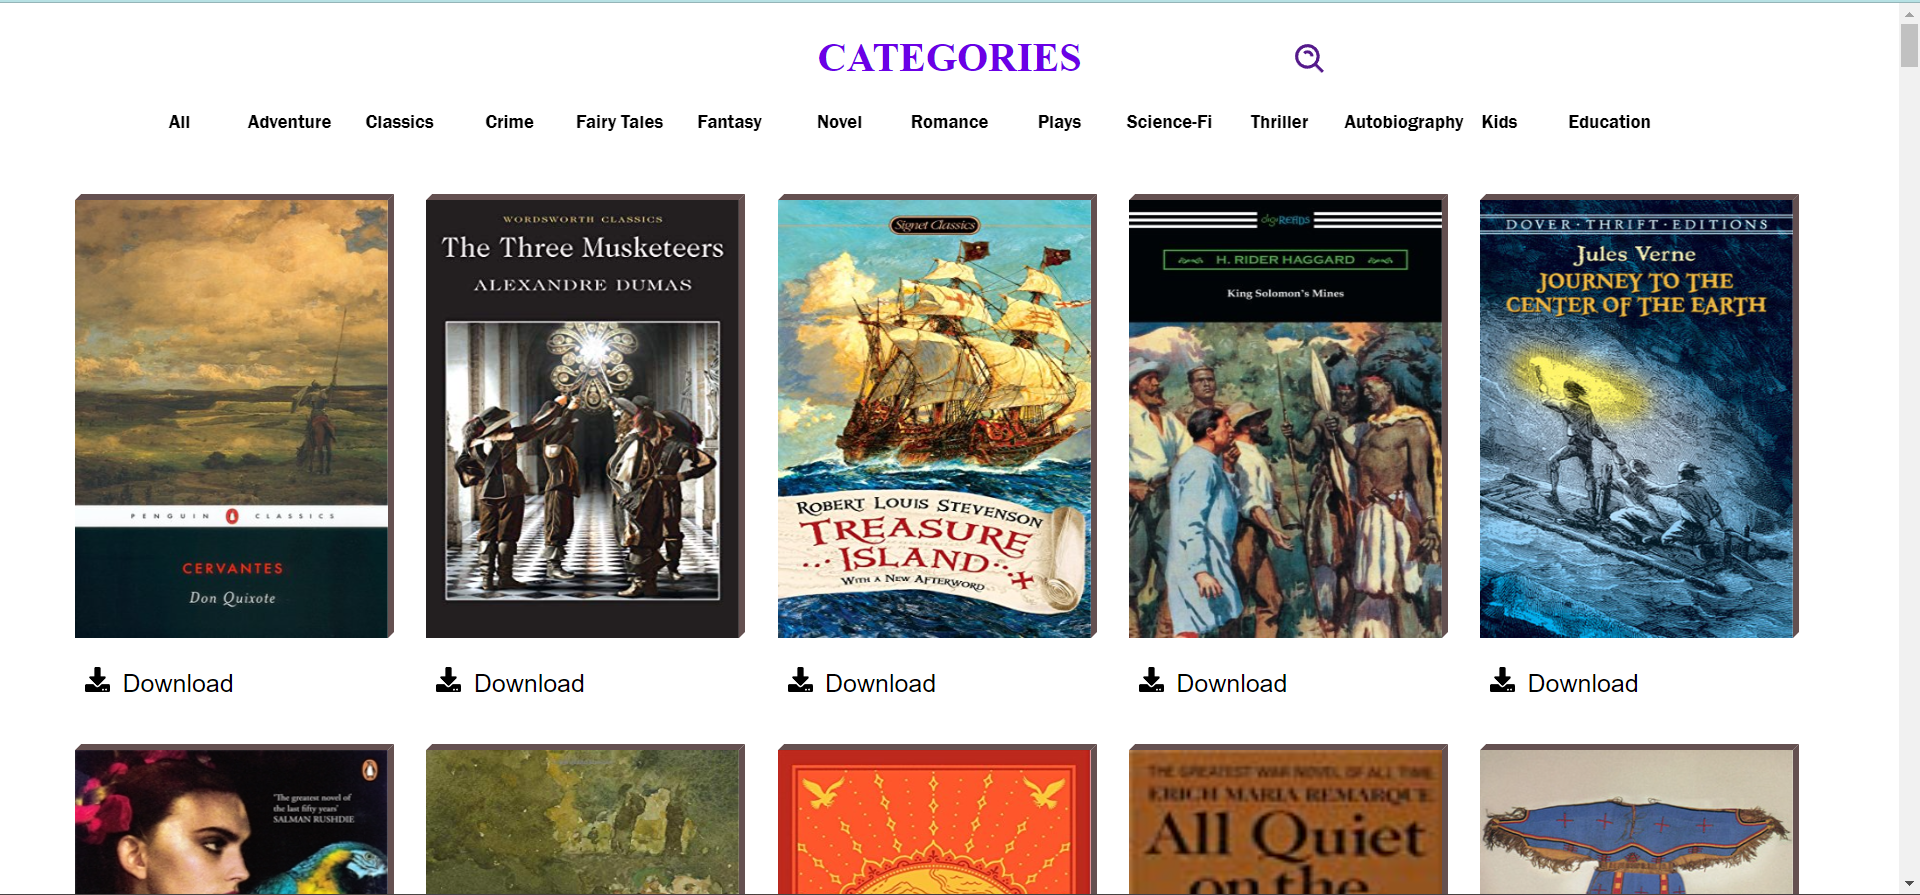 CATEGORIES
All Adventure Classics Crime Fairy Tales Fantasy Novel Romance Plays Science-Fi Thriller Autobiography Kids Education
PENGUIN CLASSICS
CERVANTES
Don Quixote
WORDSWORTH CLASSICS
The Three Musketeers
ALEXANDRE DUMAS
Signet Classics
ROBERT LOUIS STEVENSON
TREASURE
ISLAND
WITH A NEW AFTERWORD
digiREADS
H. RIDER HAGGARD
King Solomon's Mines
DOVER · THRIFT · EDITIONS
Jules Verne
JOURNEY TO THE
CENTER OF THE EARTH
Download
Download
Download
Download
Download
'The greatest novel of
the last fifty years'
SALMAN RUSHDIE
THE GREATEST WAR NOVEL OF ALL TIME
ERICH MARIA REMARQUE
All Quiet
on the